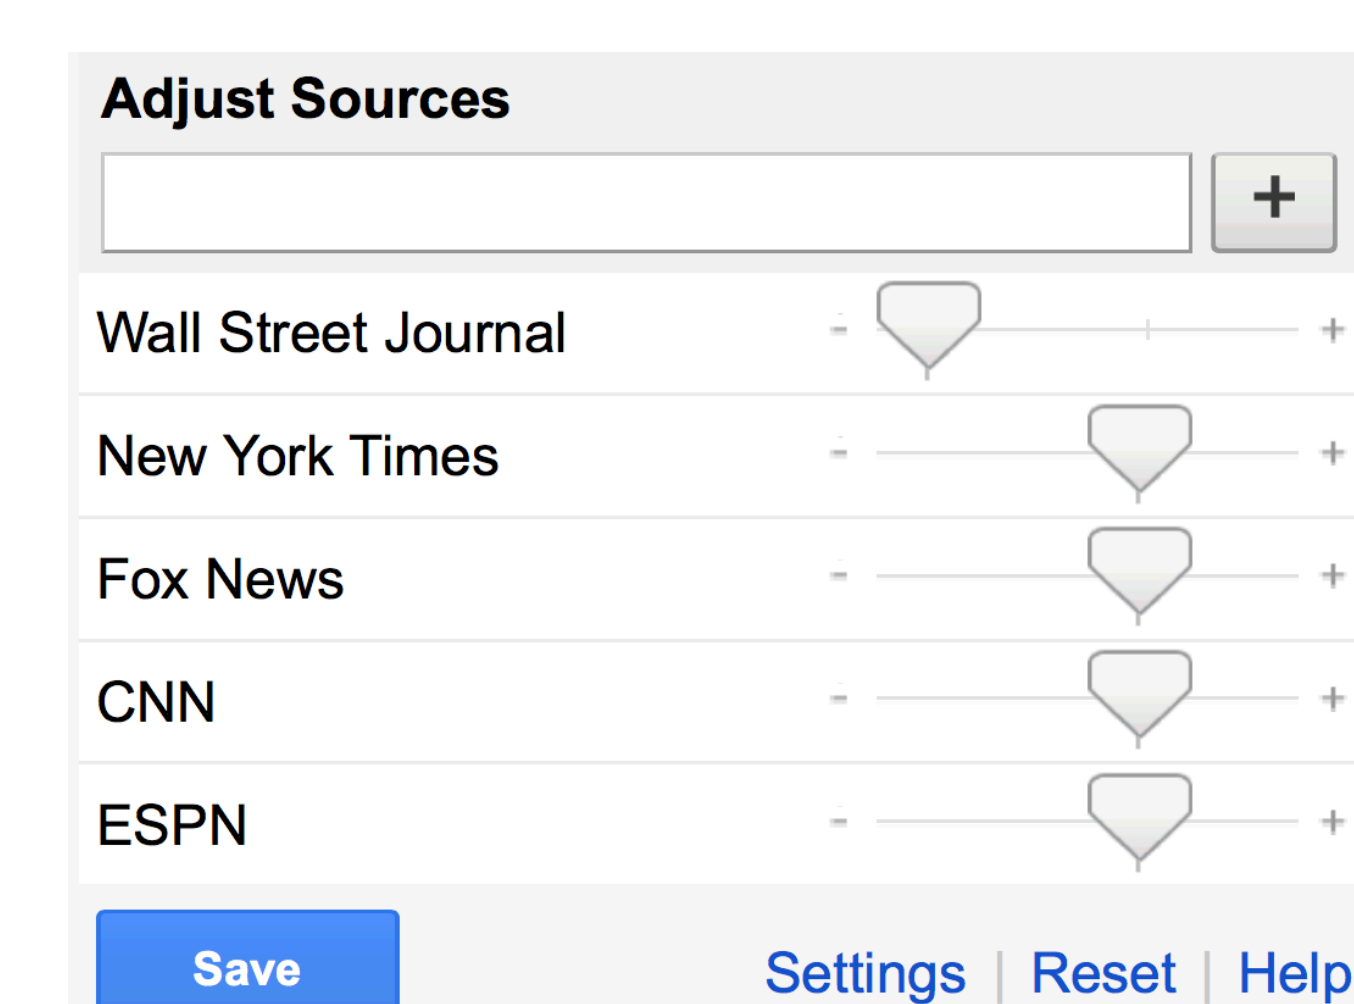 Adjust Sources
+
Wall Street Journal - +
New York Times - +
Fox News - +
CNN - +
ESPN - +
Save Settings | Reset | Help